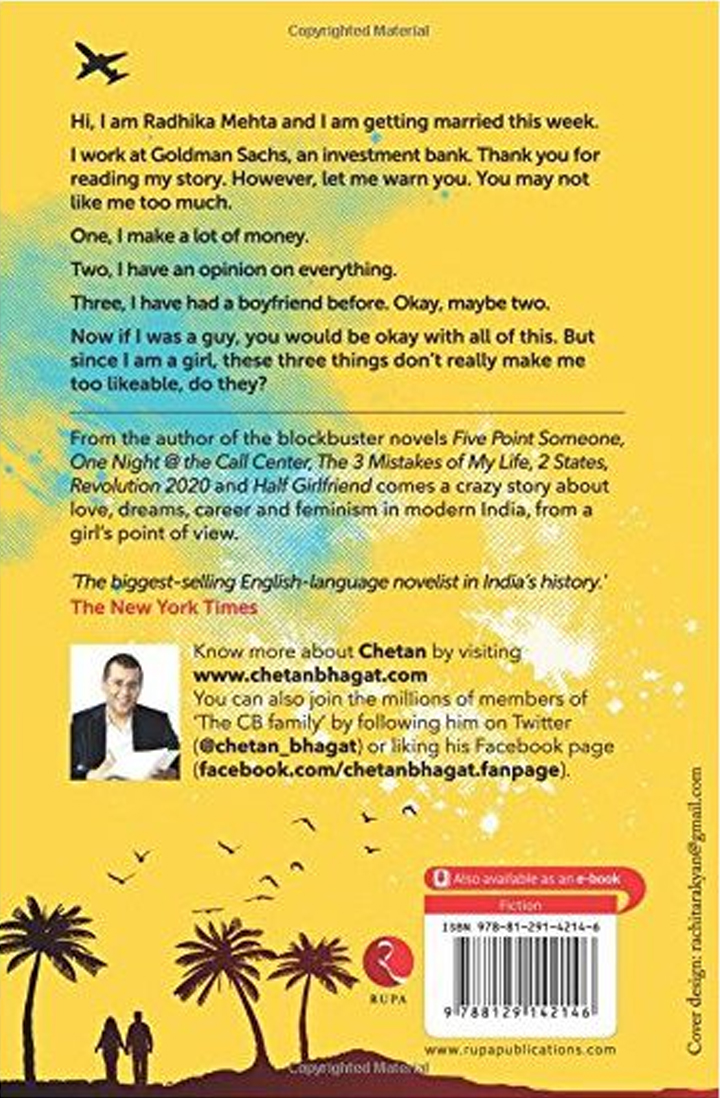 Copyrighted Material
Hi, I am Radhika Mehta and I am getting married this week.
I work at Goldman Sachs, an investment bank. Thank you for
reading my story. However, let me warn you. You may not
like me too much.
One, I make a lot of money.
Two, I have an opinion on everything.
Three, I have had a boyfriend before. Okay, maybe two.
Now if I was a guy, you would be okay with all of this. But
since I am a girl, these three things don't really make me
too likeable, do they?
From the author of the blockbuster novels Five Point Someone,
One Night @ the Call Center, The 3 Mistakes of My Life, 2 States,
Revolution 2020 and Half Girlfriend comes a crazy story about
love, dreams, career and feminism in modern India, from a
girl's point of view.
'The biggest-selling English-language novelist in India's history.'
The New York Times
Know more about Chetan by visiting
www.chetanbhagat.com
You can also join the millions of members of
'The CB family' by following him on Twitter
(@chetan_bhagat) or liking his Facebook page
(facebook.com/chetanbhagat.fanpage).
Also available as an e-book
Fiction
ISBN 978-81-291-4214-6
9 788129 142146
RUPA
www.rupapublications.com
Copyrighted Material
Cover design: rachitarakyan@gmail.com